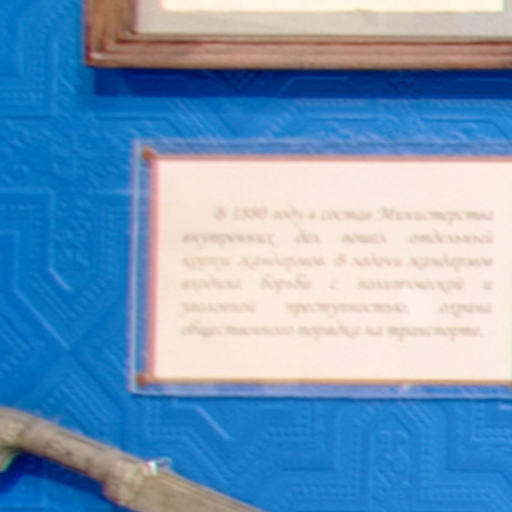 В 1880 году в состав Министерства
внутренних дел вошел отдельный
корпус жандармов. В задачи жандармов
входила борьба с политической и
уголовной преступностью, охрана
общественного порядка на транспорте.